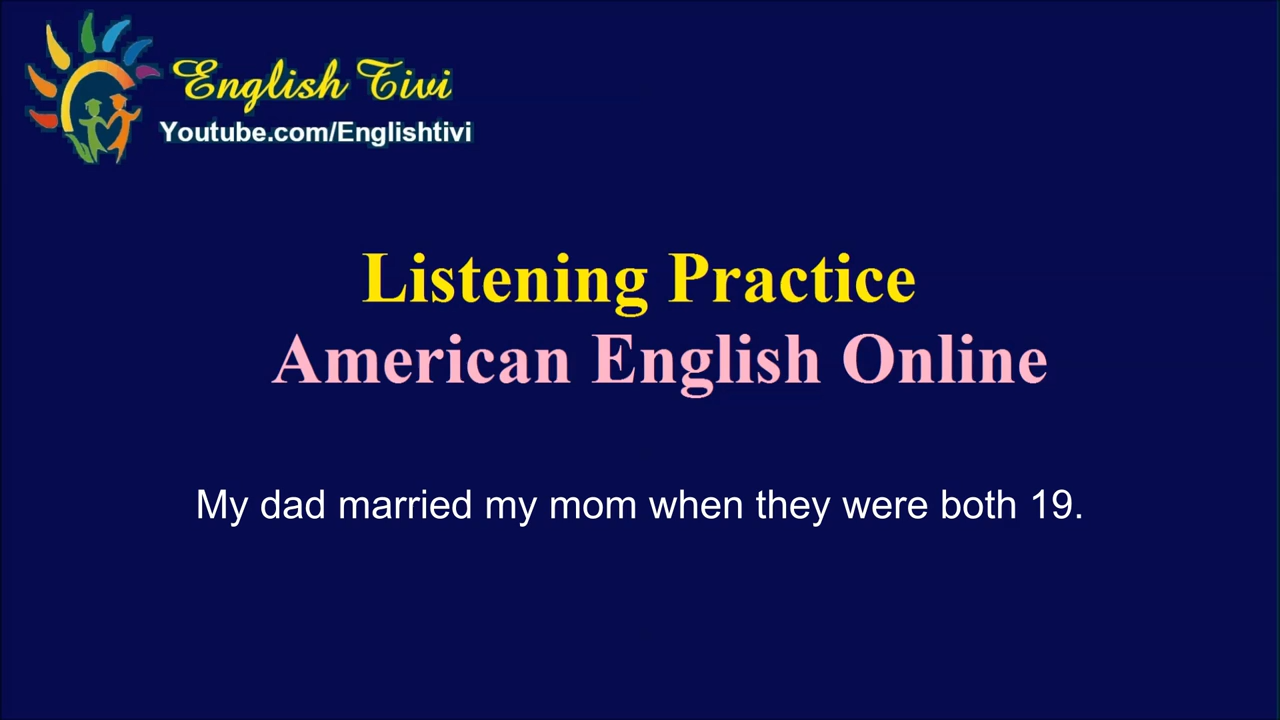 English Tivi
Youtube.com/Englishtivi
Listening Practice
American English Online
My dad married my mom when they were both 19.